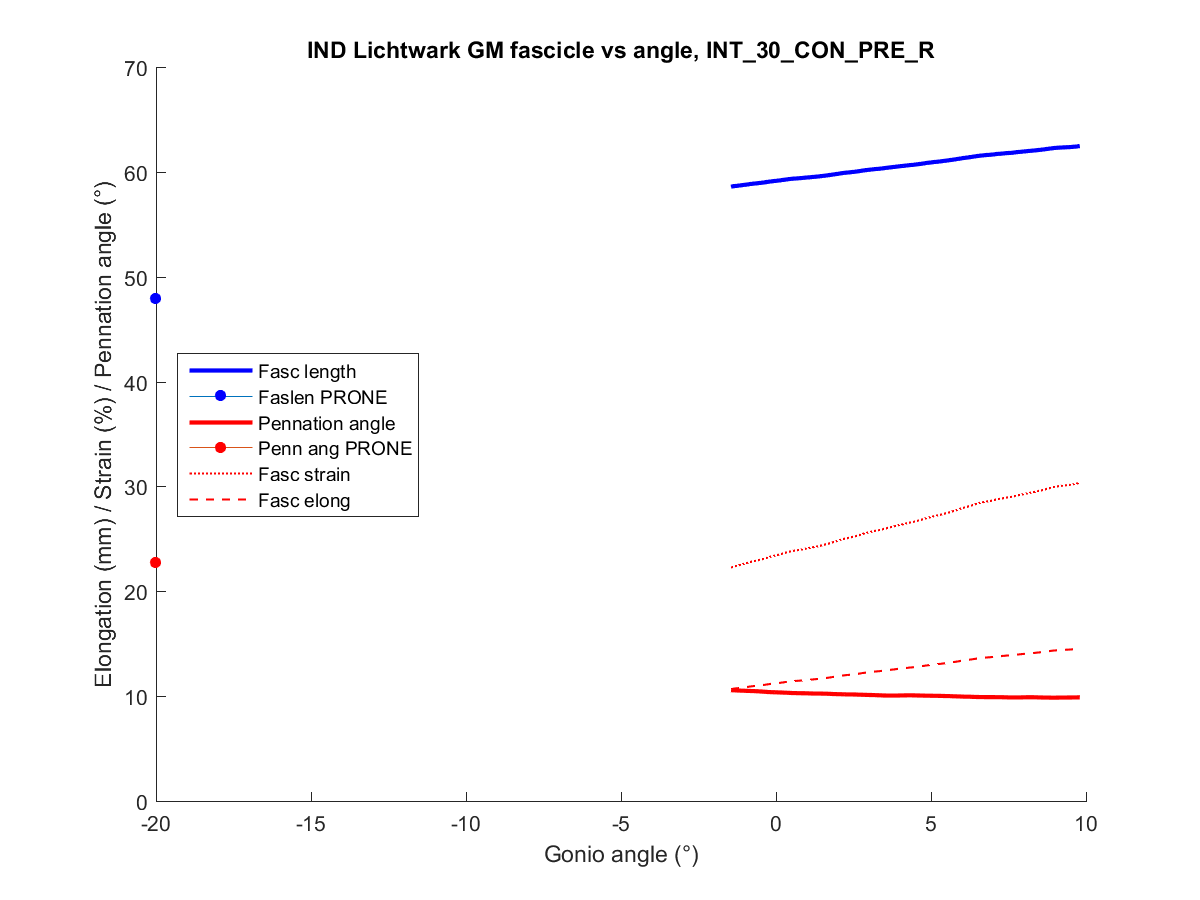 IND Lichtwark GM fascicle vs angle, INT_30_CON_PRE_R
Elongation (mm) / Strain (%) / Pennation angle (°)
70
60
50
40
30
20
10
0
Fasc length
Faslen PRONE
Pennation angle
Penn ang PRONE
Fasc strain
Fasc elong
-20 -15 -10 -5 0 5 10
Gonio angle (°)